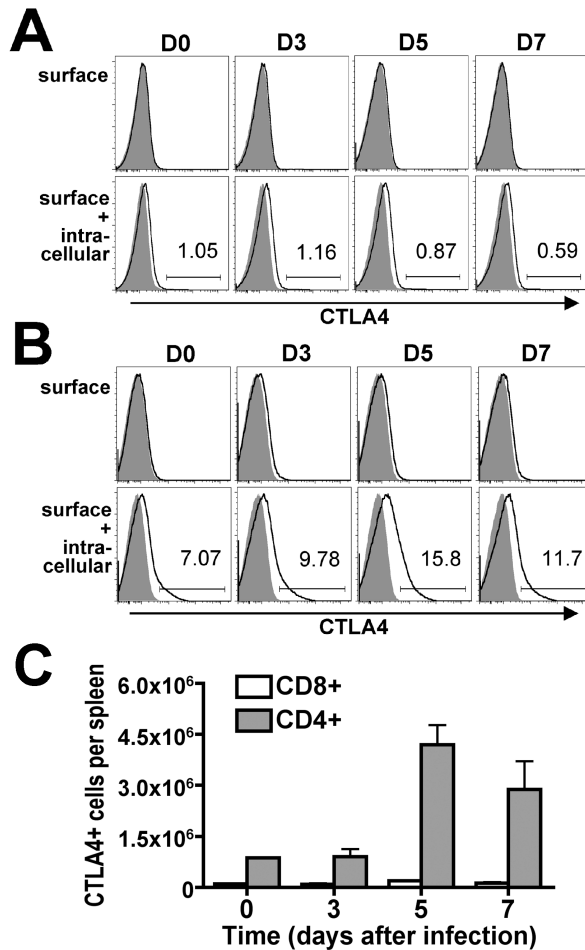 A
D0 D3 D5 D7
surface
surface
+
intra-
cellular
1.05 1.16 0.87 0.59
CTLA4
B
D0 D3 D5 D7
surface
surface
+
intra-
cellular
7.07 9.78 15.8 11.7
CTLA4
C
CTLA4+ cells per spleen
6.0x10⁶
4.5x10⁶
3.0x10⁶
1.5x10⁶
0
CD8+
CD4+
0 3 5 7
Time (days after infection)